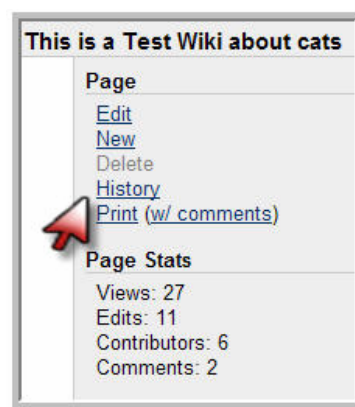 This is a Test Wiki about cats
Page
Edit
New
Delete
History
Print (w/ comments)
Page Stats
Views: 27
Edits: 11
Contributors: 6
Comments: 2